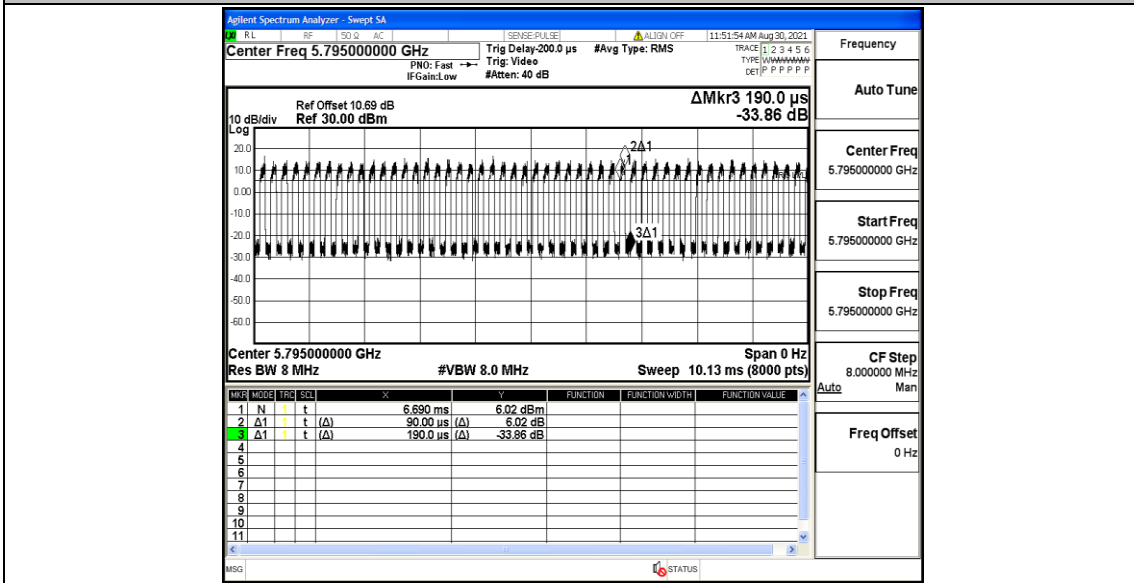 Agilent Spectrum Analyzer - Swept SA
RL RF 50 Ω AC SENSE:PULSE ALIGN OFF 11:51:54 AM Aug 30, 2021
Center Freq 5.795000000 GHz
PNO: Fast
IFGain:Low
Trig Delay-200.0 µs
Trig: Video
#Atten: 40 dB
#Avg Type: RMS
TRACE 1 2 3 4 5 6
TYPE WWWWWW
DET P P P P P P
ΔMkr3 190.0 µs
-33.86 dB
Ref Offset 10.69 dB
10 dB/div Ref 30.00 dBm
Log
20.0
10.0
0.00
-10.0
-20.0
-30.0
-40.0
-50.0
-60.0
2Δ1
1
3Δ1
Center 5.795000000 GHz Span 0 Hz
Res BW 8 MHz #VBW 8.0 MHz Sweep 10.13 ms (8000 pts)
MKR MODE TRC SCL X Y FUNCTION FUNCTION WIDTH FUNCTION VALUE
1 N 1 t 6.690 ms 6.02 dBm
2 Δ1 1 t (Δ) 90.00 µs (Δ) 6.02 dB
3 Δ1 1 t (Δ) 190.0 µs (Δ) -33.86 dB
4
5
6
7
8
9
10
11
MSG STATUS
Frequency
Auto Tune
Center Freq
5.795000000 GHz
Start Freq
5.795000000 GHz
Stop Freq
5.795000000 GHz
CF Step
8.000000 MHz
Auto Man
Freq Offset
0 Hz